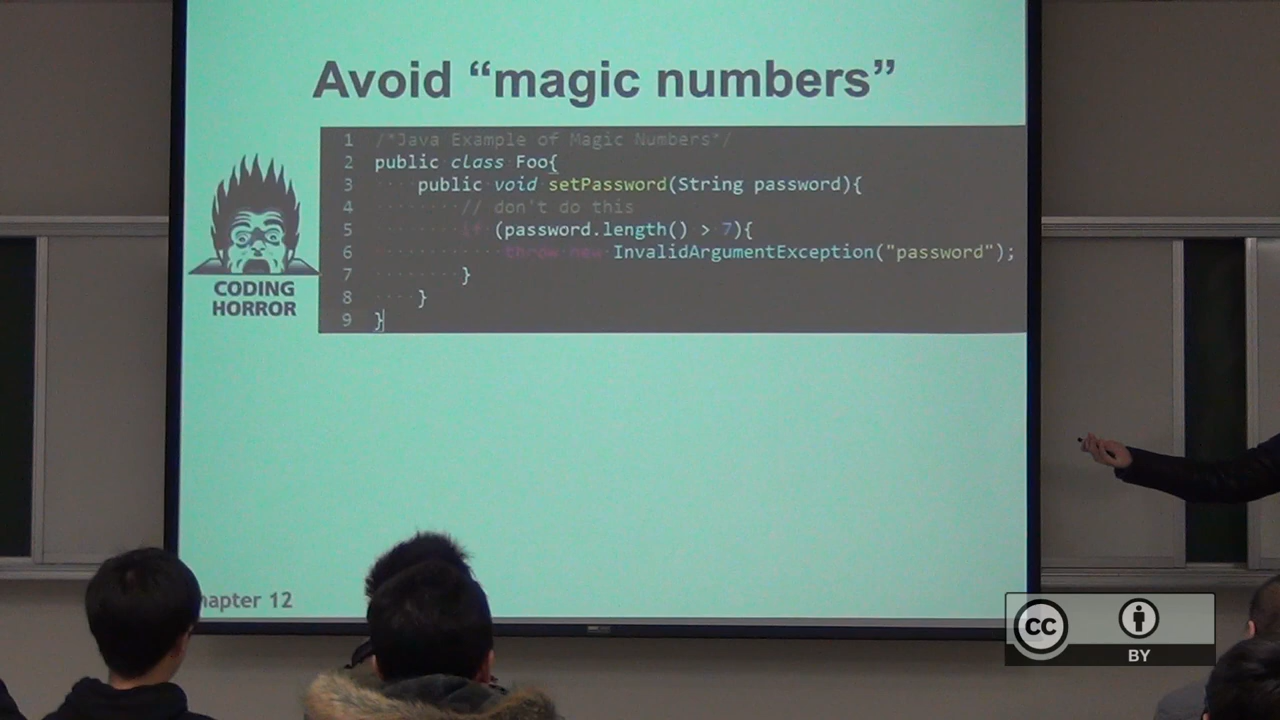 Avoid “magic numbers”
1 /*Java Example of Magic Numbers*/
2 public class Foo{
3 public void setPassword(String password){
4 // don't do this
5 if (password.length() > 7){
6 throw new InvalidArgumentException("password");
7 }
8 }
9 }
CODING
HORROR
hapter 12
CC
BY